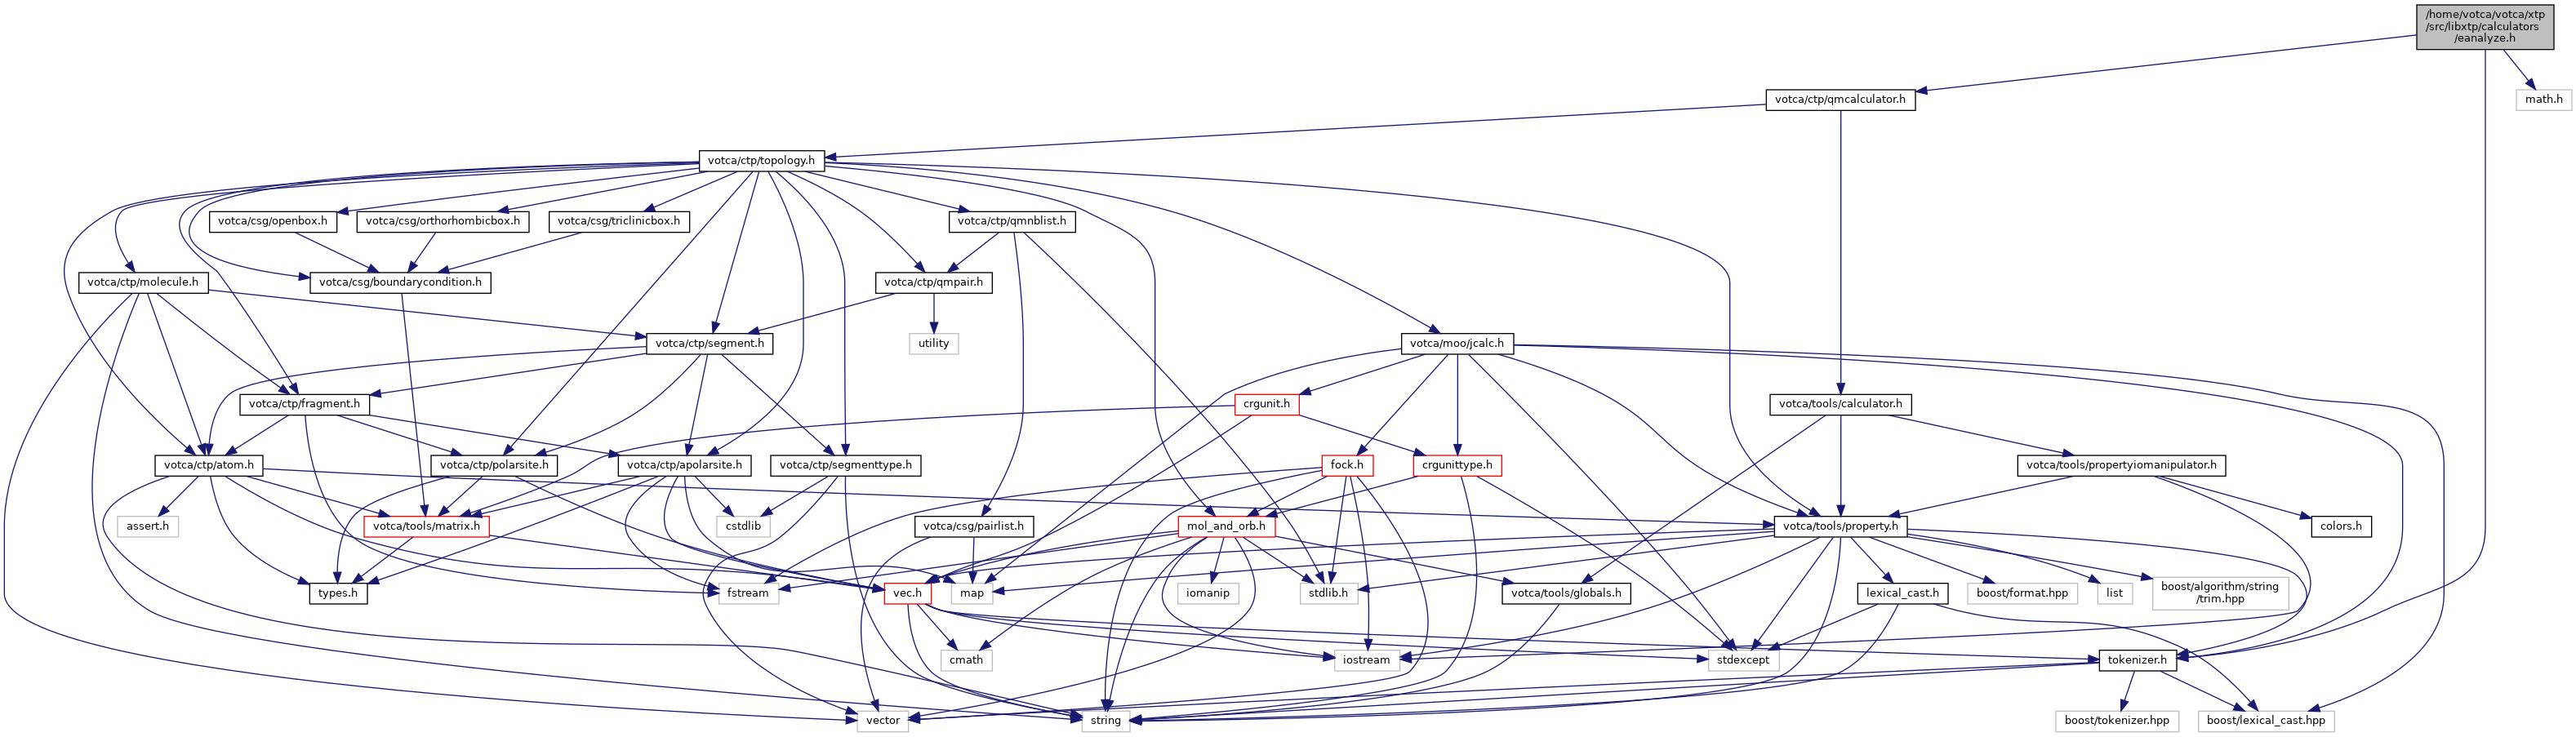 /home/votca/votca/xtp
/src/libxtp/calculators
/eanalyze.h
votca/ctp/qmcalculator.h
math.h
votca/ctp/topology.h
votca/csg/openbox.h
votca/csg/orthorhombicbox.h
votca/csg/triclinicbox.h
votca/ctp/qmnblist.h
votca/ctp/molecule.h
votca/csg/boundarycondition.h
votca/ctp/qmpair.h
votca/ctp/segment.h
utility
votca/moo/jcalc.h
votca/ctp/fragment.h
crgunit.h
votca/tools/calculator.h
votca/ctp/atom.h
votca/ctp/polarsite.h
votca/ctp/apolarsite.h
votca/ctp/segmenttype.h
fock.h
crgunittype.h
votca/tools/propertyiomanipulator.h
assert.h
votca/tools/matrix.h
cstdlib
votca/csg/pairlist.h
mol_and_orb.h
votca/tools/property.h
colors.h
types.h
fstream
vec.h
map
iomanip
stdlib.h
votca/tools/globals.h
lexical_cast.h
boost/format.hpp
list
boost/algorithm/string
/trim.hpp
cmath
iostream
stdexcept
tokenizer.h
vector
string
boost/tokenizer.hpp
boost/lexical_cast.hpp